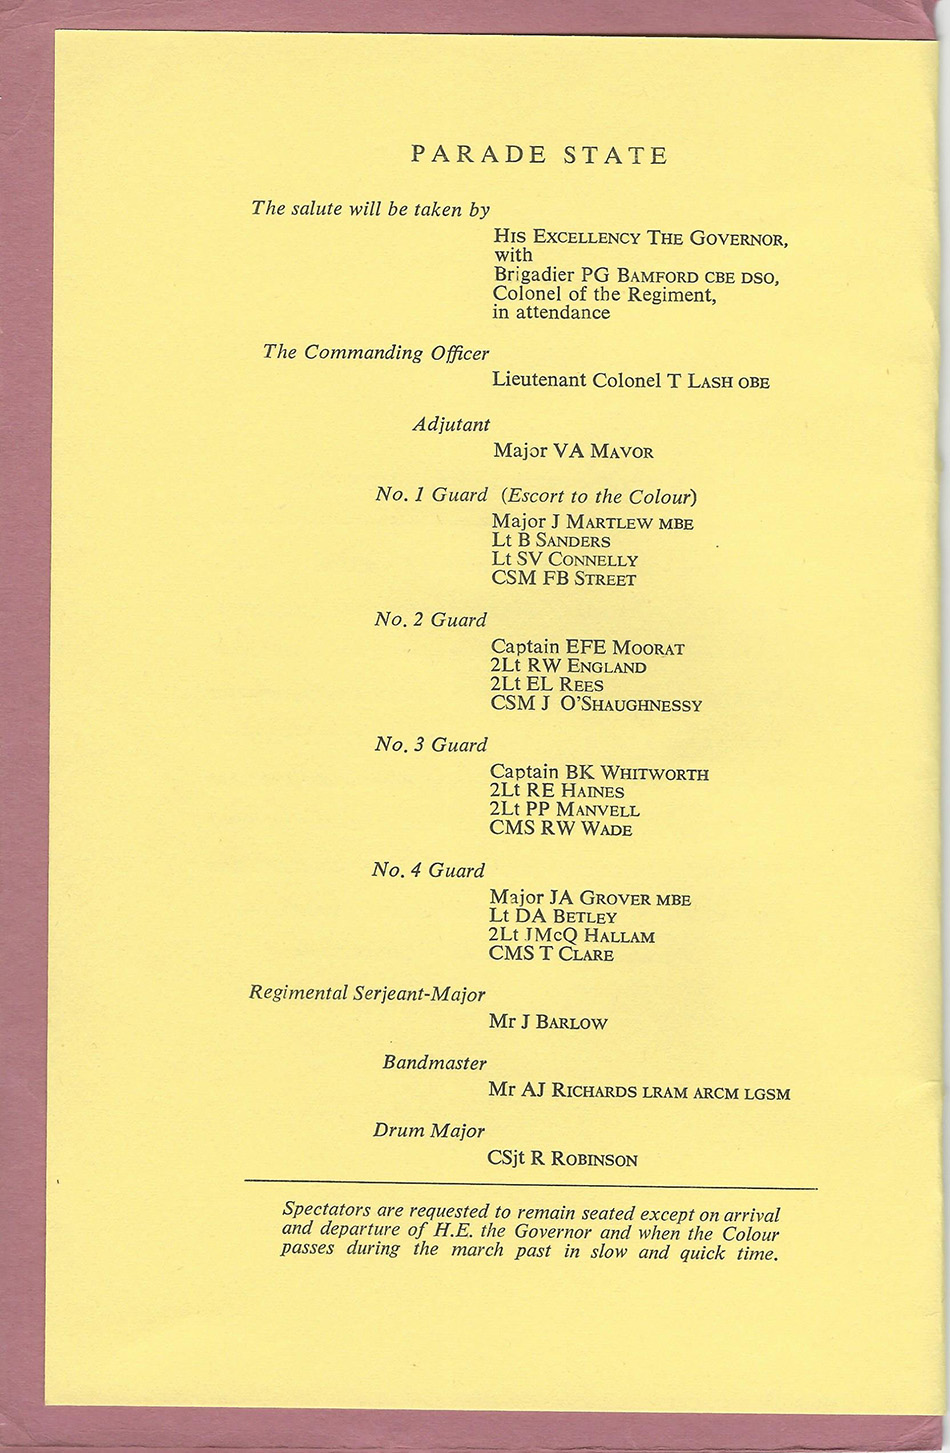 PARADE STATE
The salute will be taken by
HIS EXCELLENCY THE GOVERNOR,
with
Brigadier PG BAMFORD CBE DSO,
Colonel of the Regiment,
in attendance
The Commanding Officer
Lieutenant Colonel T LASH OBE
Adjutant
Major VA MAVOR
No. 1 Guard (Escort to the Colour)
Major J MARTLEW MBE
Lt B SANDERS
Lt SV CONNELLY
CSM FB STREET
No. 2 Guard
Captain EFE MOORAT
2Lt RW ENGLAND
2Lt EL REES
CSM J O'SHAUGHNESSY
No. 3 Guard
Captain BK WHITWORTH
2Lt RE HAINES
2Lt PP MANVELL
CMS RW WADE
No. 4 Guard
Major JA GROVER MBE
Lt DA BETLEY
2Lt JMcQ HALLAM
CMS T CLARE
Regimental Serjeant-Major
Mr J BARLOW
Bandmaster
Mr AJ RICHARDS LRAM ARCM LGSM
Drum Major
CSjt R ROBINSON
Spectators are requested to remain seated except on arrival
and departure of H.E. the Governor and when the Colour
passes during the march past in slow and quick time.